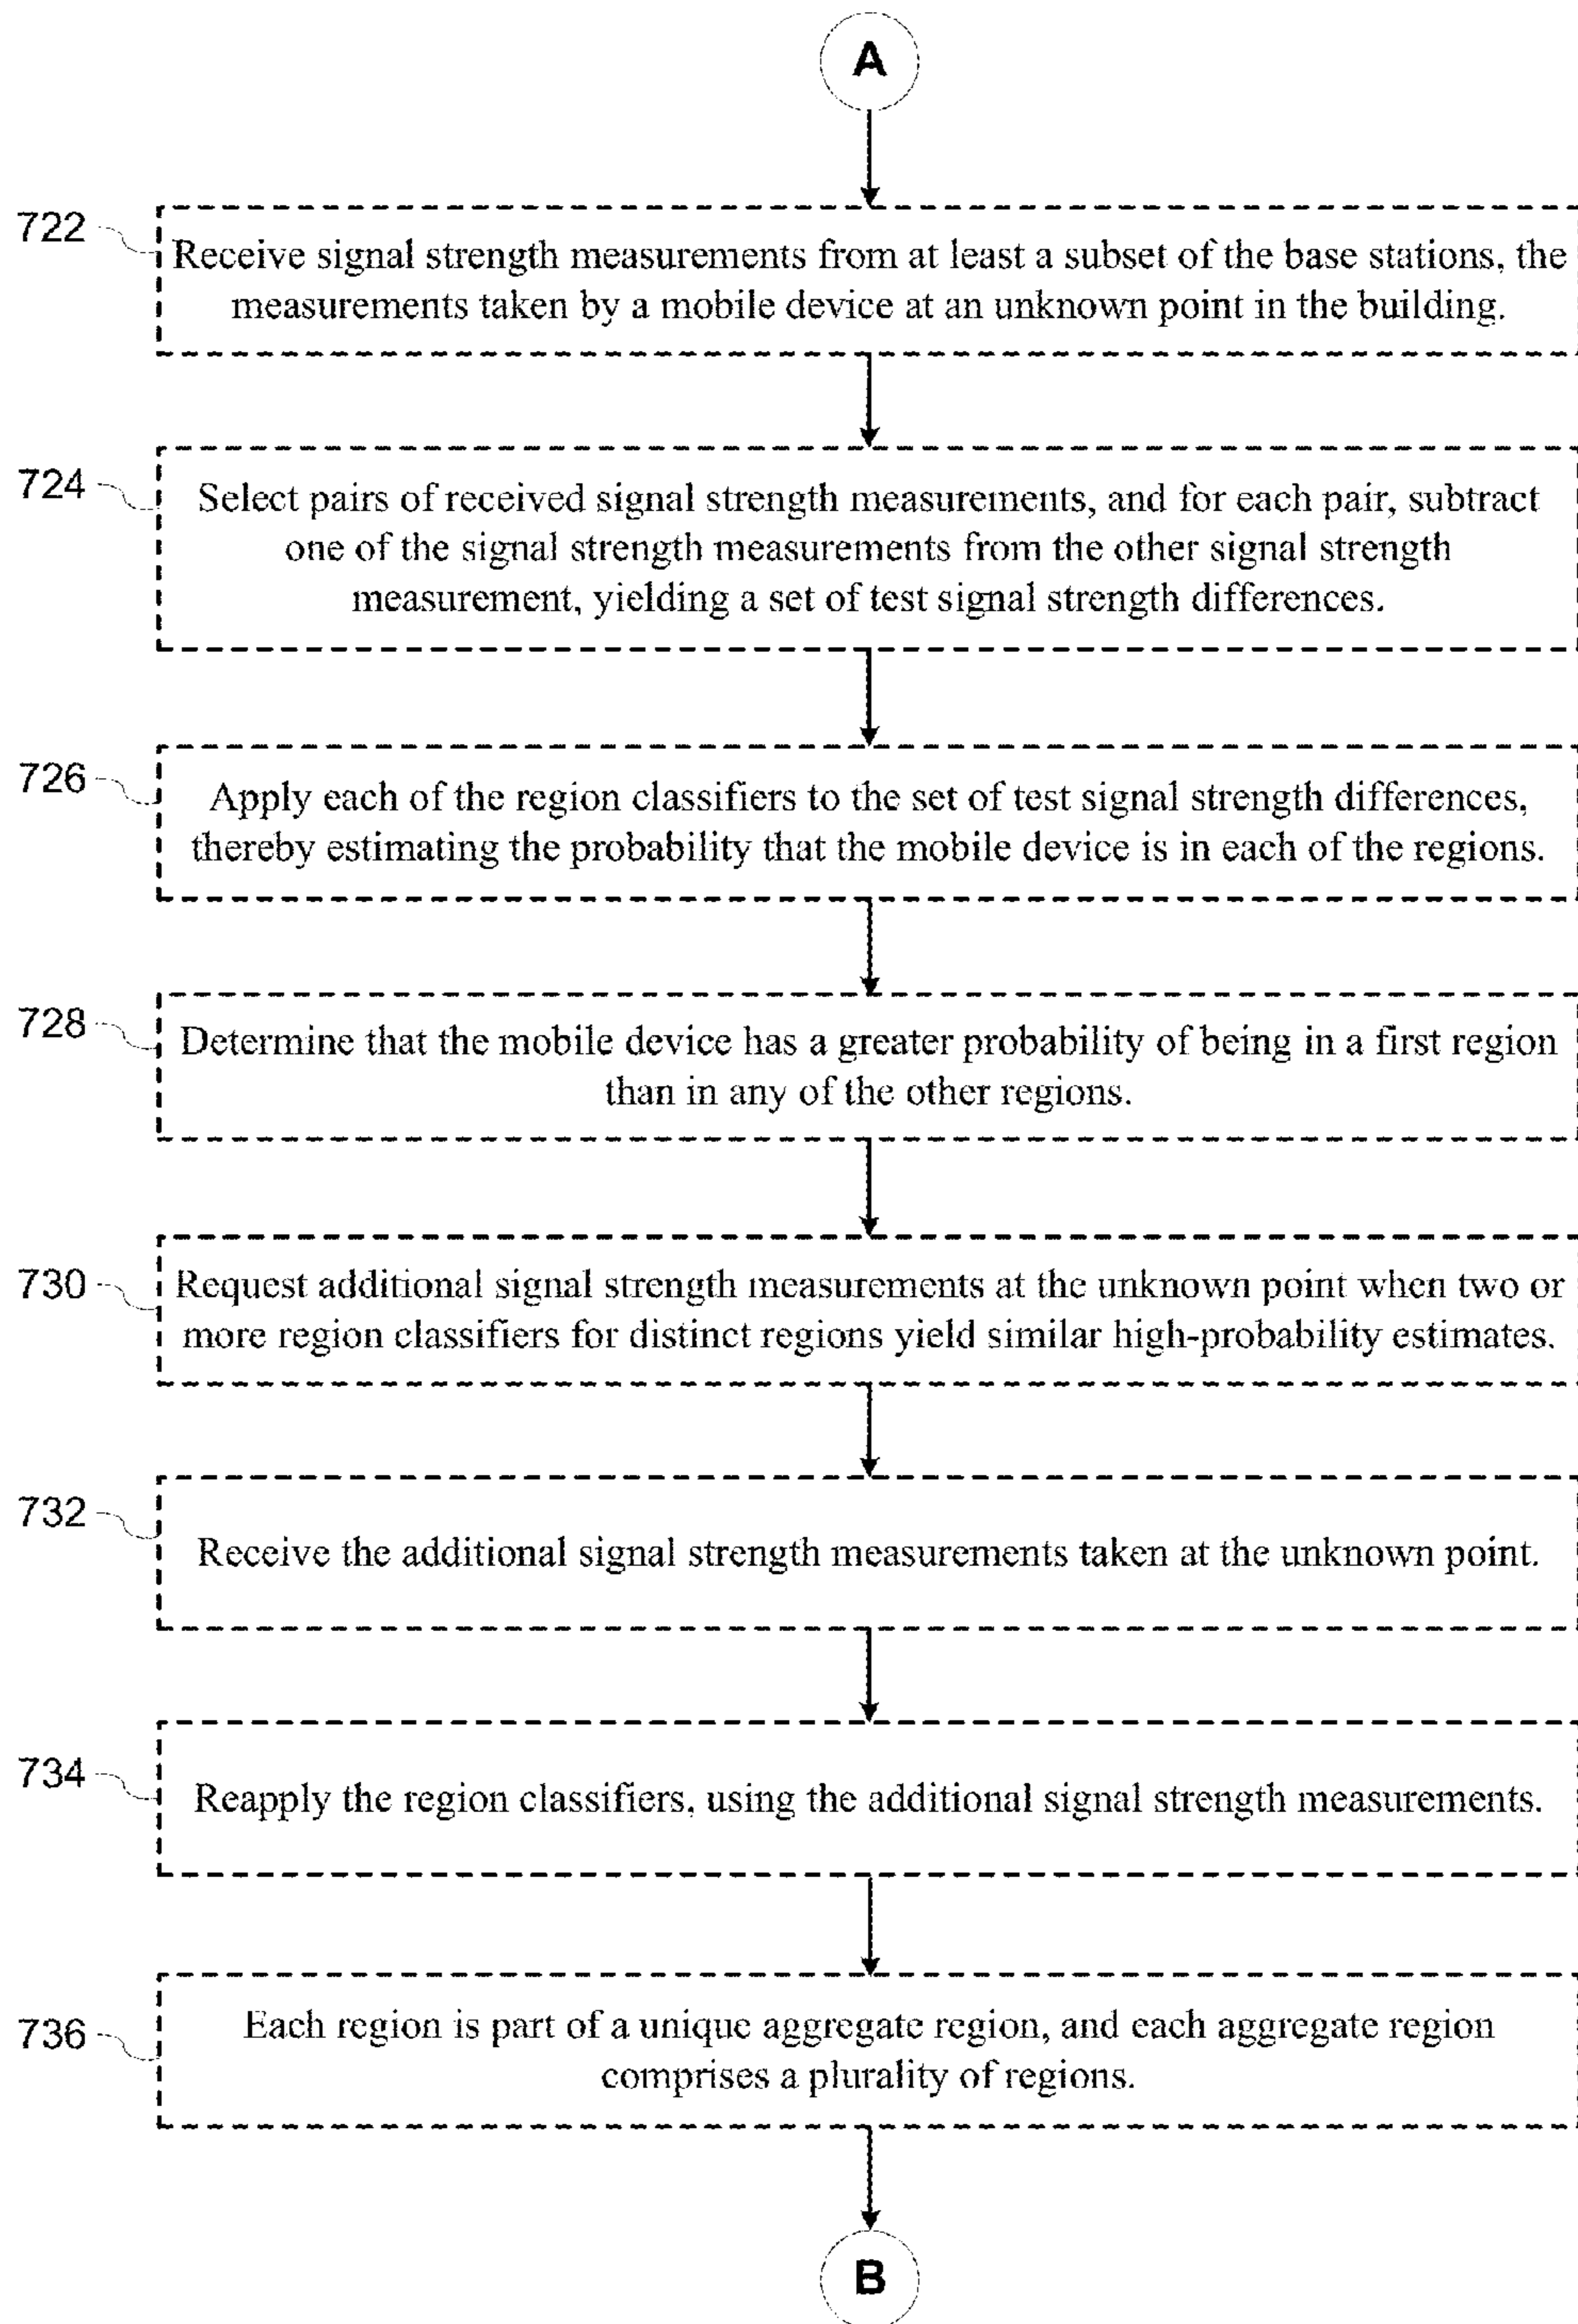 A
722
Receive signal strength measurements from at least a subset of the base stations, the
measurements taken by a mobile device at an unknown point in the building.
724
Select pairs of received signal strength measurements, and for each pair, subtract
one of the signal strength measurements from the other signal strength
measurement, yielding a set of test signal strength differences.
726
Apply each of the region classifiers to the set of test signal strength differences,
thereby estimating the probability that the mobile device is in each of the regions.
728
Determine that the mobile device has a greater probability of being in a first region
than in any of the other regions.
730
Request additional signal strength measurements at the unknown point when two or
more region classifiers for distinct regions yield similar high-probability estimates.
732
Receive the additional signal strength measurements taken at the unknown point.
734
Reapply the region classifiers, using the additional signal strength measurements.
736
Each region is part of a unique aggregate region, and each aggregate region
comprises a plurality of regions.
B